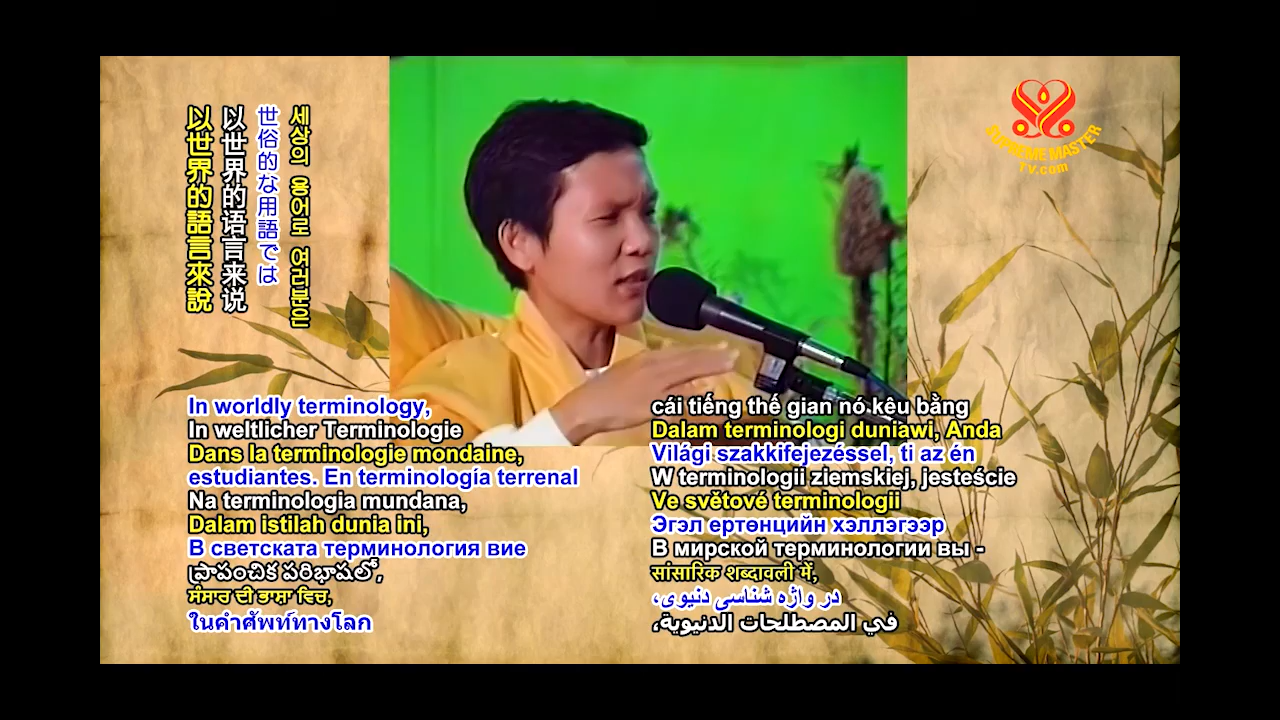 세상의 용어로 여러분은
世俗的な用語では
以世界的语言来说
以世界的語言來說
SUPREME MASTER
TV.com
In worldly terminology,
In weltlicher Terminologie
Dans la terminologie mondaine,
estudiantes. En terminología terrenal
Na terminologia mundana,
Dalam istilah dunia ini,
В светската терминология вие
ప్రాపంచిక పరిభాషలో,
ਸੰਸਾਰ ਦੀ ਭਾਸ਼ਾ ਵਿਚ,
ในคำศัพท์ทางโลก
cái tiếng thế gian nó kêu bằng
Dalam terminologi duniawi, Anda
Világi szakkifejezéssel, ti az én
W terminologii ziemskiej, jesteście
Ve světové terminologii
Эгэл ертөнцийн хэллэгээр
В мирской терминологии вы -
सांसारिक शब्दावली में,
در واژه شناسی دنیوی،
في المصطلحات الدنيوية،